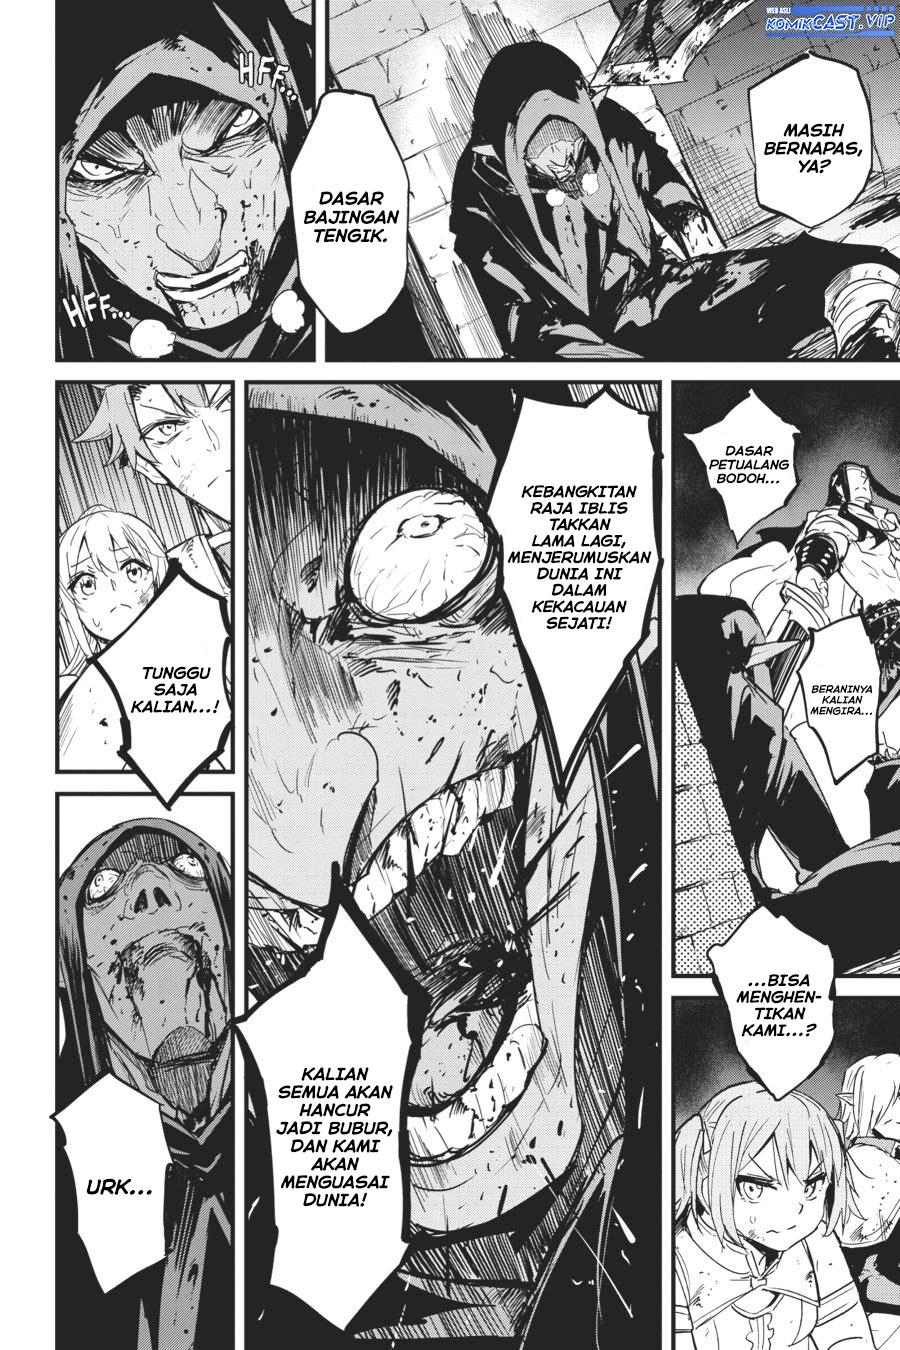 WEB ASLI
KOMIKCAST.VIP
MASIH
BERNAPAS,
YA?
DASAR
BAJINGAN
TENGIK.
HFF...
HFF...
DASAR
PETUALANG
BODOH...
BERANINYA
KALIAN
MENGIRA...
...BISA
MENGHEN-
TIKAN
KAMI...?
KEBANGKITAN
RAJA IBLIS
TAKKAN
LAMA LAGI,
MENJERUMUSKAN
DUNIA INI
DALAM
KEKACAUAN
SEJATI!
KALIAN
SEMUA AKAN
HANCUR
JADI BUBUR,
DAN KAMI
AKAN
MENGUASAI
DUNIA!
TUNGGU
SAJA
KALIAN...!
URK...